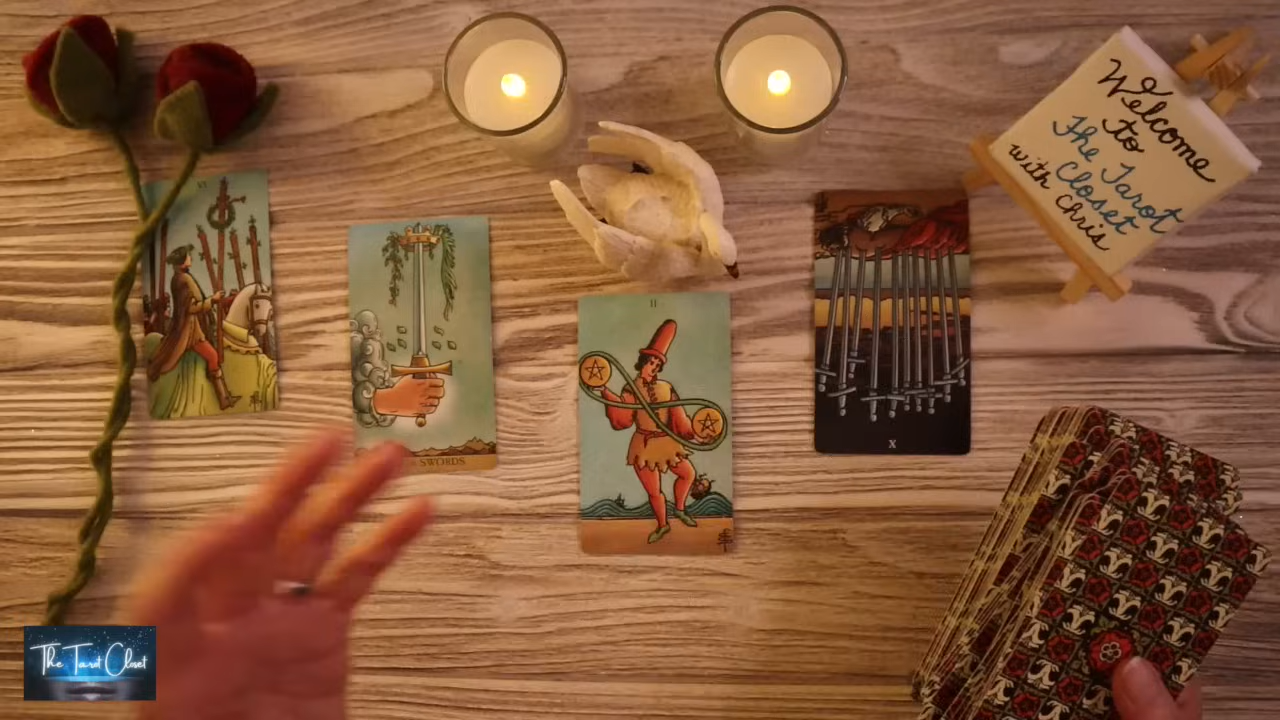 Welcome
to
The Tarot
Closet
with Chris
VI
SWORDS
II
X
The Tarot Closet